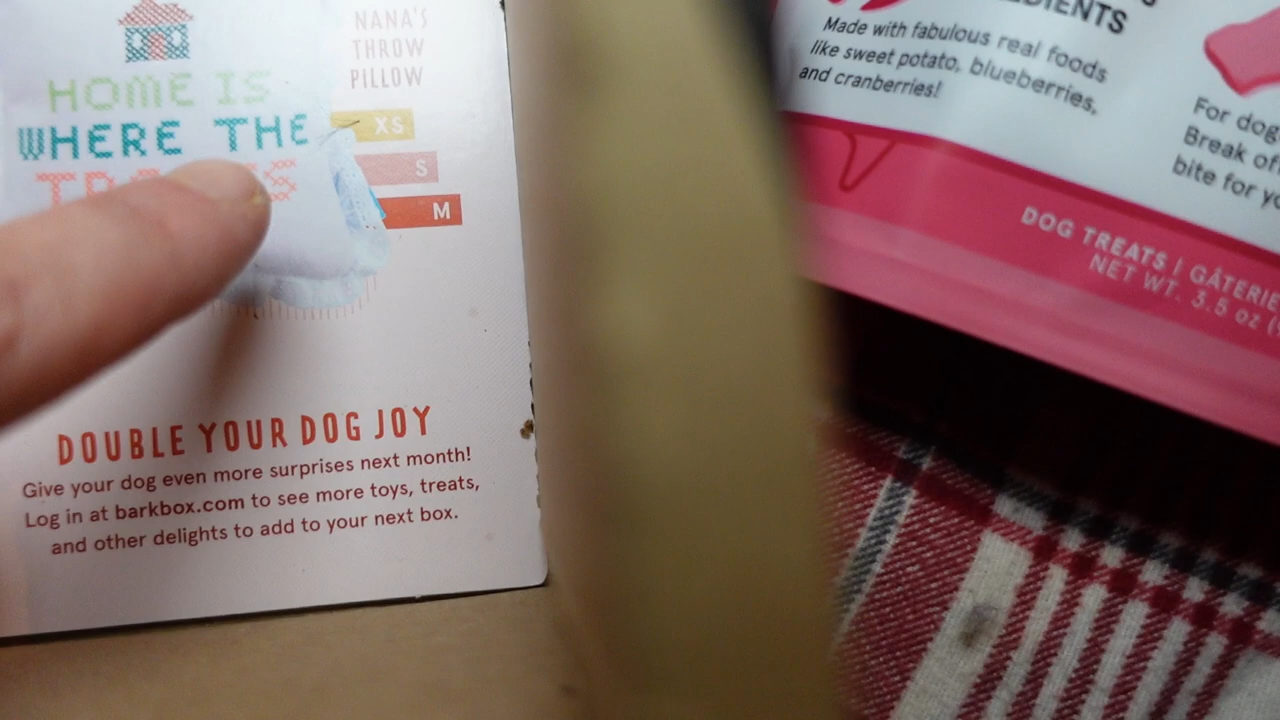 HOME IS
WHERE THE
NANA'S
THROW
PILLOW
XS
S
M
DOUBLE YOUR DOG JOY
Give your dog even more surprises next month!
Log in at barkbox.com to see more toys, treats,
and other delights to add to your next box.
Made with fabulous real foods
like sweet potato, blueberries,
and cranberries!
For dog
Break
bite for
DOG TREATS | GÂTERIE
NET WT. 3.5 oz (